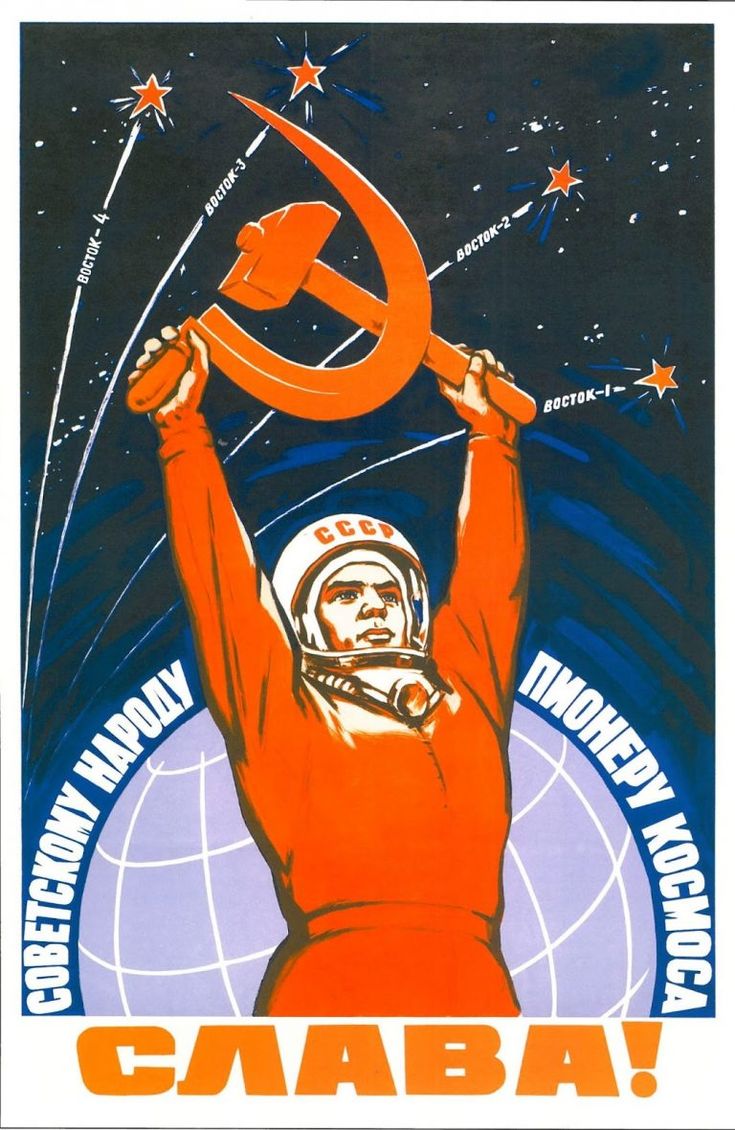 ВОСТОК-4
ВОСТОК-3
ВОСТОК-2
ВОСТОК-1
СССР
СОВЕТСКОМУ НАРОДУ
ПИОНЕРУ КОСМОСА
СЛАВА!